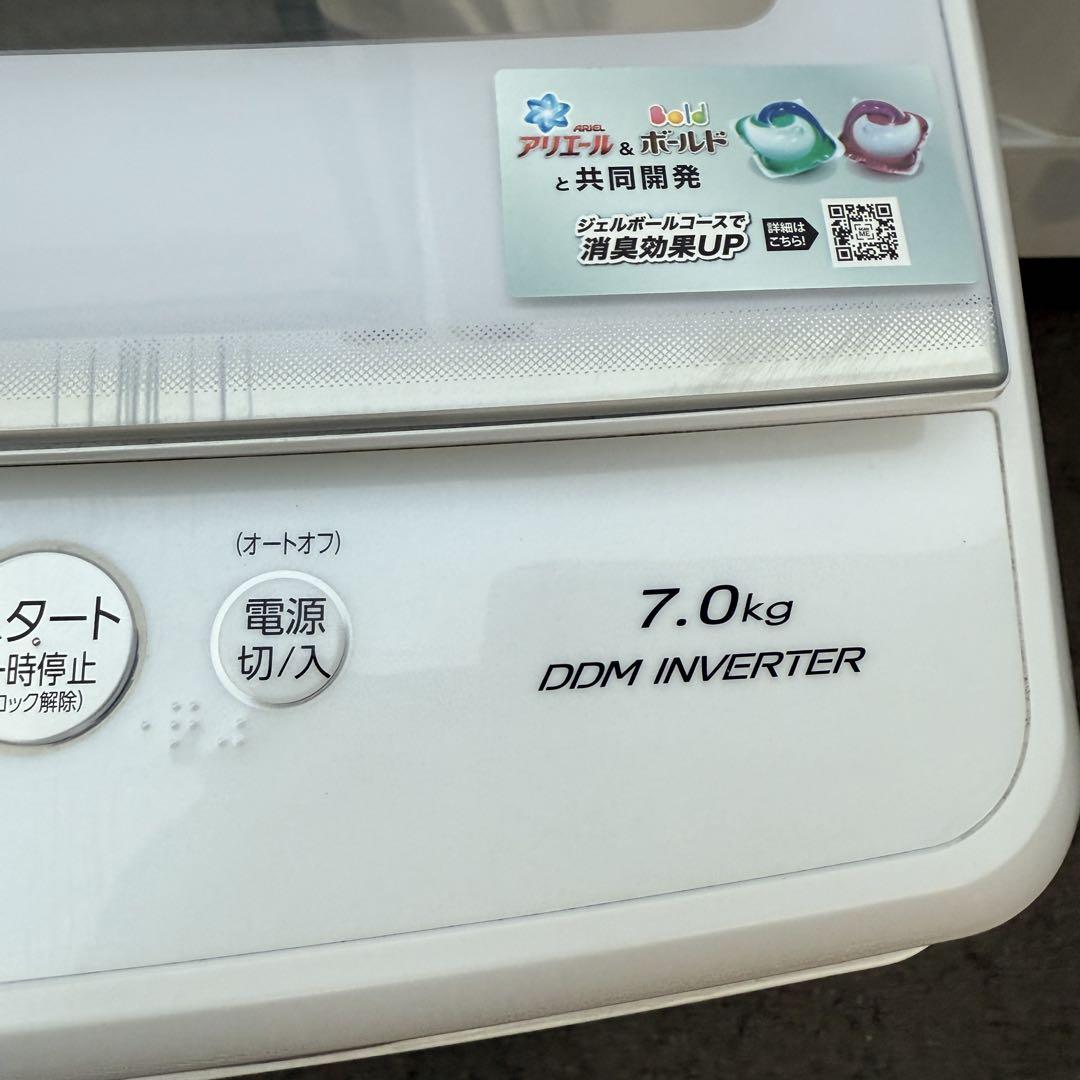 ARIEL
Bold
アリエール & ボールド
と共同開発
ジェルボールコースで
消臭効果UP
詳細は
こちら!
(オートオフ)
スタート
一時停止
ロック解除)
電源
切/入
7.0kg
DDM INVERTER